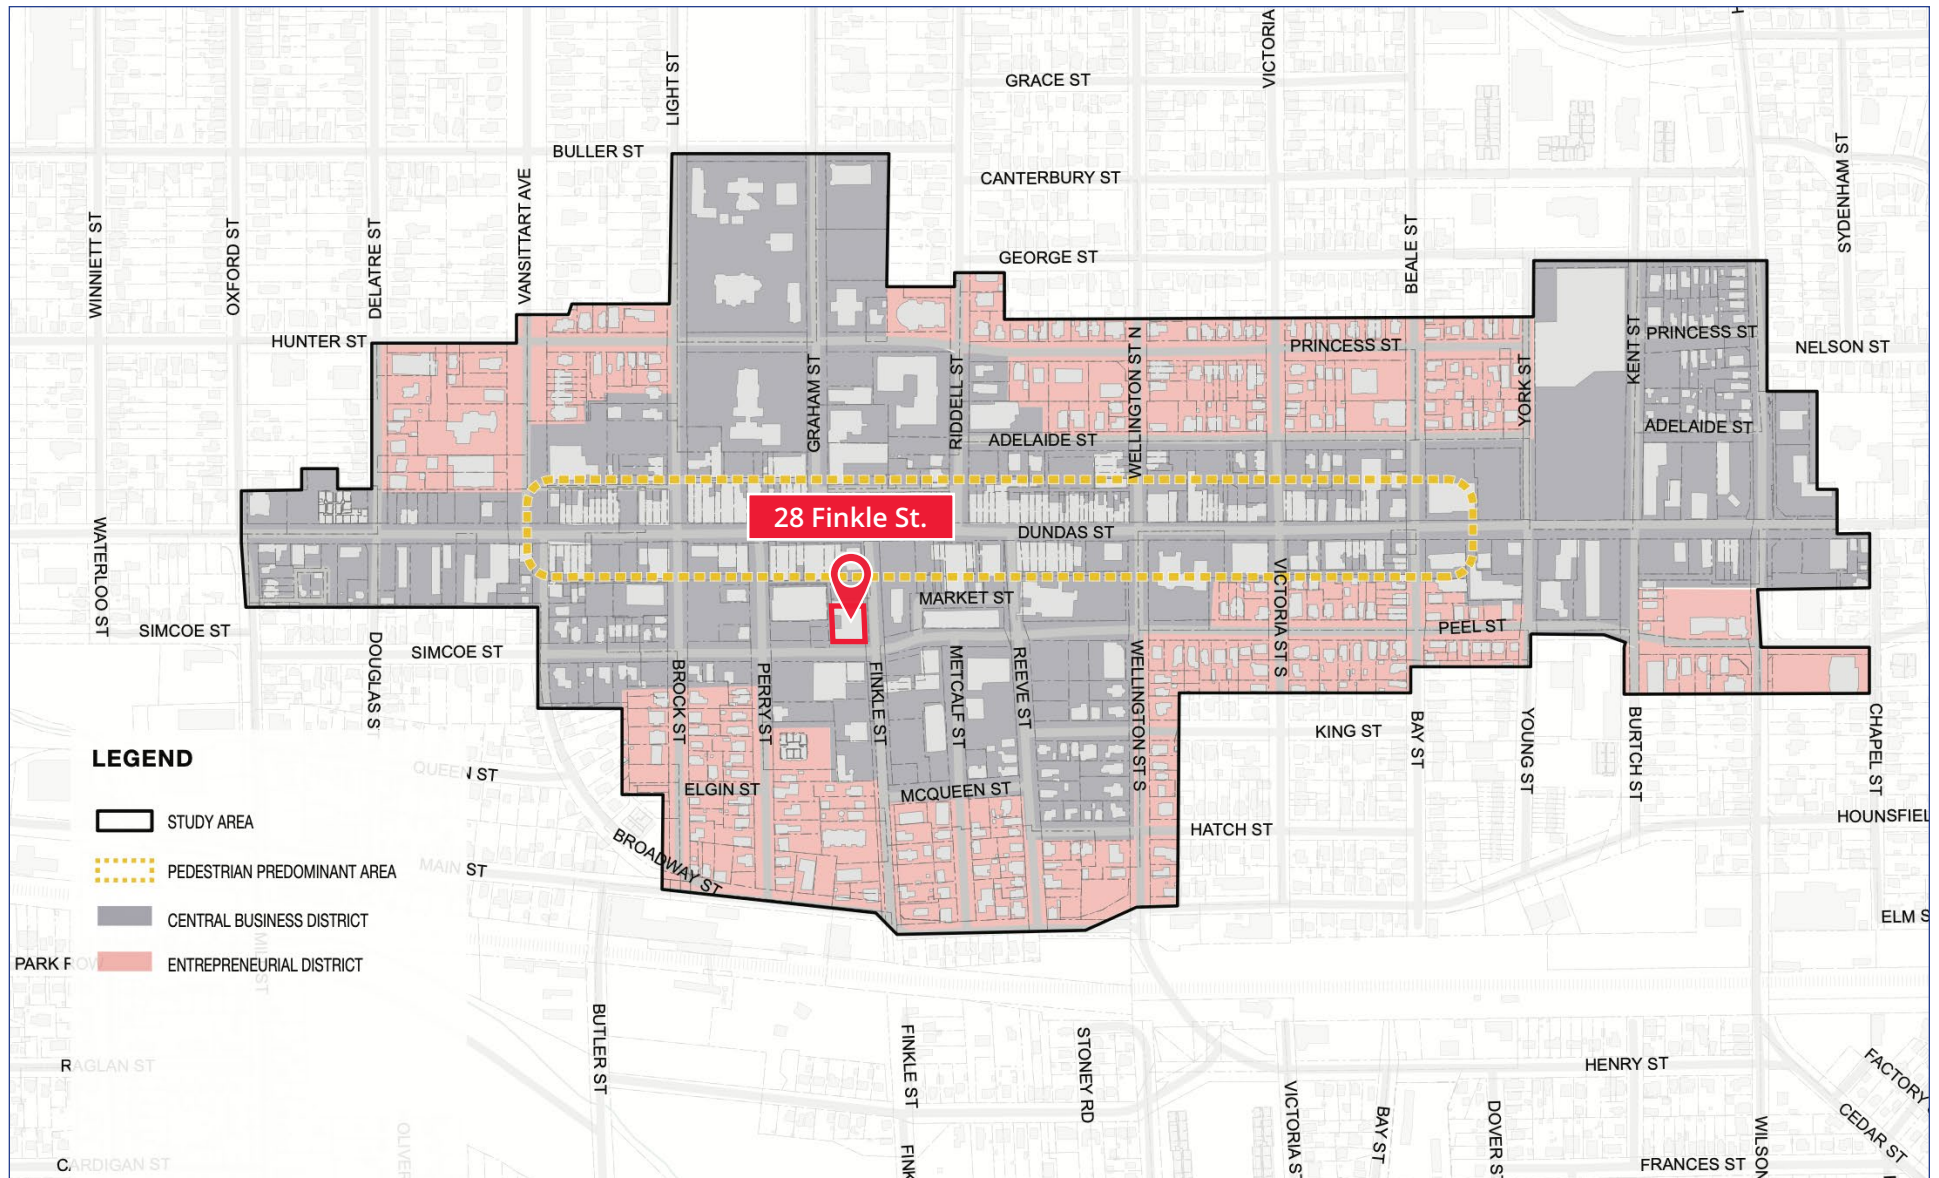 VICTORIA
LIGHT ST
GRACE ST
BULLER ST
CANTERBURY ST
SYDENHAM ST
VANSITTART AVE
WINNIETT ST
OXFORD ST
DELATRE ST
BEALE ST
GEORGE ST
HUNTER ST
PRINCESS ST
PRINCESS ST
NELSON ST
KENT ST
WELLINGTON ST N
GRAHAM ST
RIDDELL ST
YORK ST
ADELAIDE ST
ADELAIDE ST
28 Finkle St.
DUNDAS ST
WATERLOO ST
MARKET ST
VICTORIA ST S
SIMCOE ST
PEEL ST
SIMCOE ST
DOUGLAS S
BROCK ST
PERRY ST
FINKLE ST
METCALF ST
REEVE ST
WELLINGTON ST S
KING ST
BAY ST
YOUNG ST
BURTCH ST
CHAPEL ST
LEGEND
QUEEN ST
ELGIN ST
MCQUEEN ST
STUDY AREA
HATCH ST
HOUNSFIEL
BROADWAY ST
MAIN ST
PEDESTRIAN PREDOMINANT AREA
CENTRAL BUSINESS DISTRICT
ELM S
PARK ROW
ENTREPRENEURIAL DISTRICT
BUTLER ST
FINKLE ST
STONEY RD
RAGLAN ST
HENRY ST
FACTORY
VICTORIA ST
BAY ST
DOVER S
WILSON
CEDAR ST
OLIVER
CARDIGAN ST
FINK
FRANCES ST